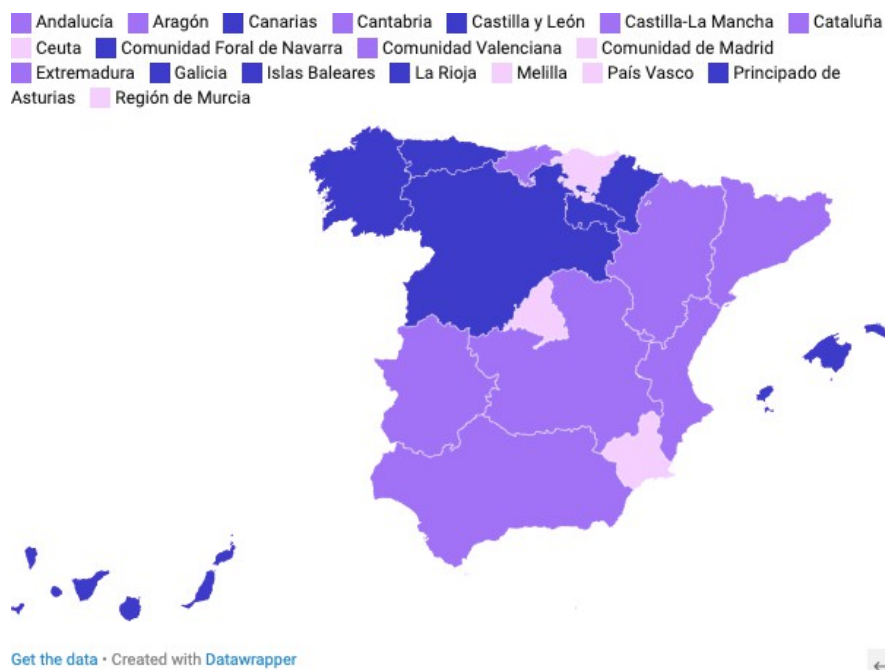 Andalucía Aragón Canarias Cantabria Castilla y León Castilla-La Mancha Cataluña
Ceuta Comunidad Foral de Navarra Comunidad Valenciana Comunidad de Madrid
Extremadura Galicia Islas Baleares La Rioja Melilla País Vasco Principado de
Asturias Región de Murcia
Get the data • Created with Datawrapper